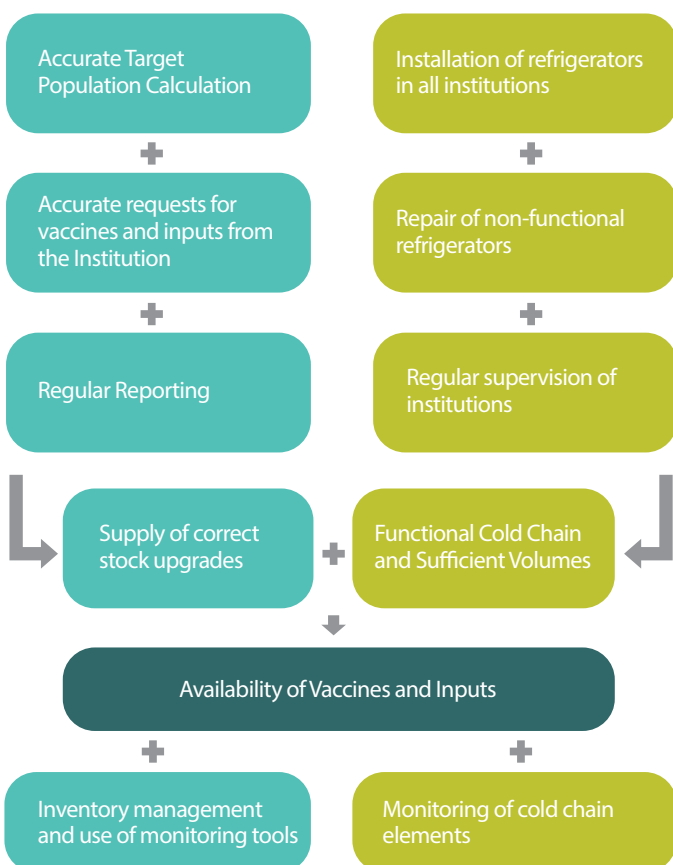 Accurate Target
Population Calculation
Installation of refrigerators
in all institutions
Accurate requests for
vaccines and inputs from
the Institution
Repair of non-functional
refrigerators
Regular Reporting
Regular supervision of
institutions
Supply of correct
stock upgrades
Functional Cold Chain
and Sufficient Volumes
Availability of Vaccines and Inputs
Inventory management
and use of monitoring tools
Monitoring of cold chain
elements